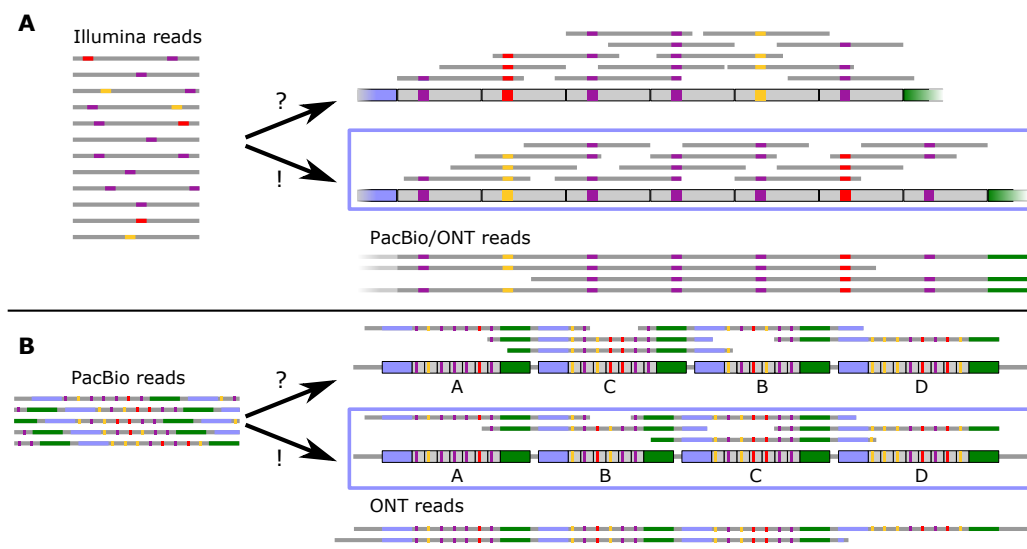 A
Illumina reads
?
!
PacBio/ONT reads
B
PacBio reads
?
!
A
C
B
D
A
B
C
D
ONT reads